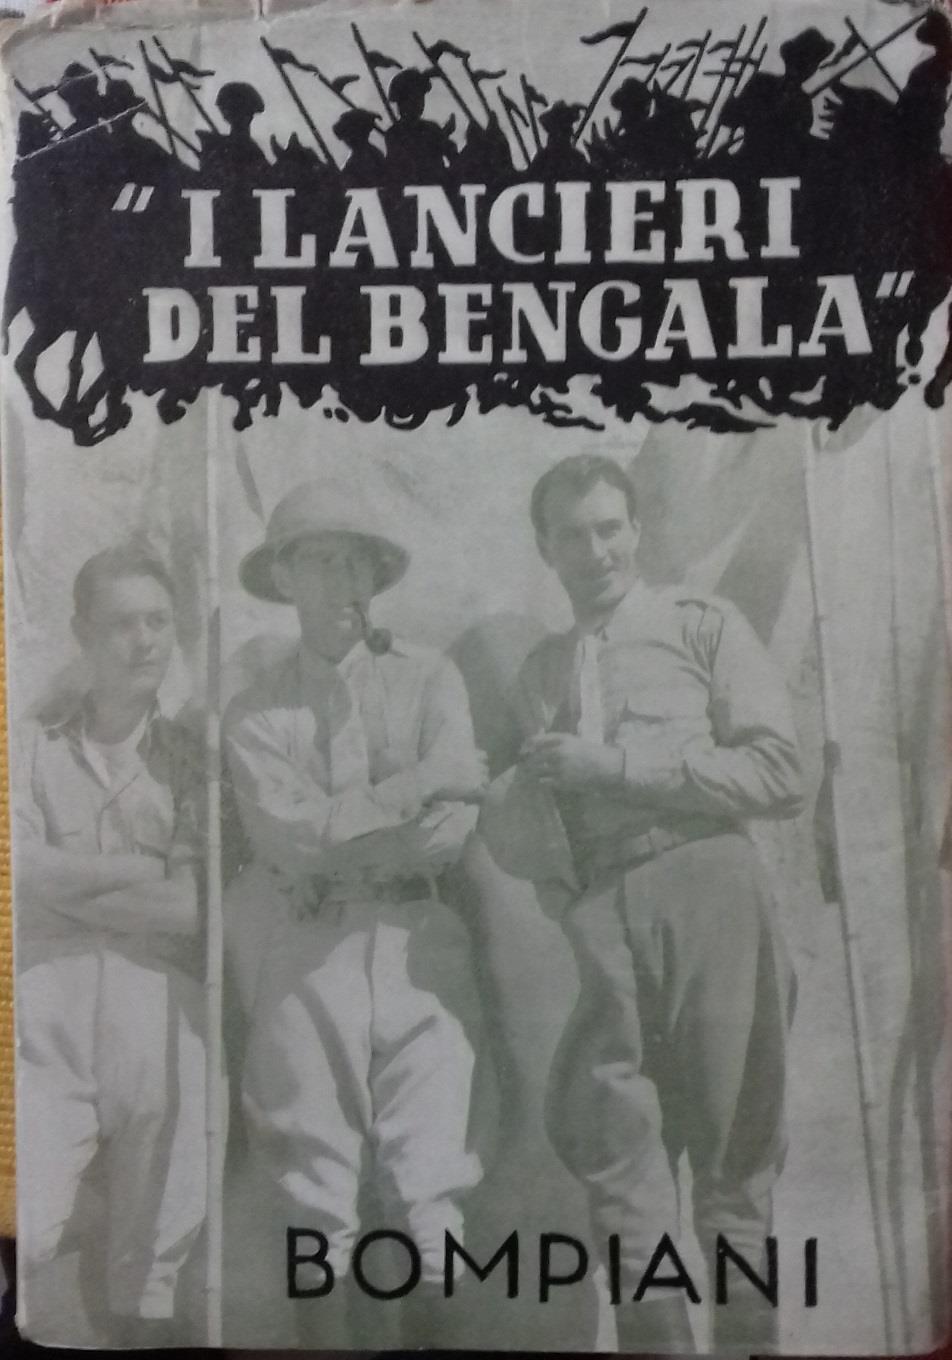 "I LANCIERI
DEL BENGALA"
BOMPIANI